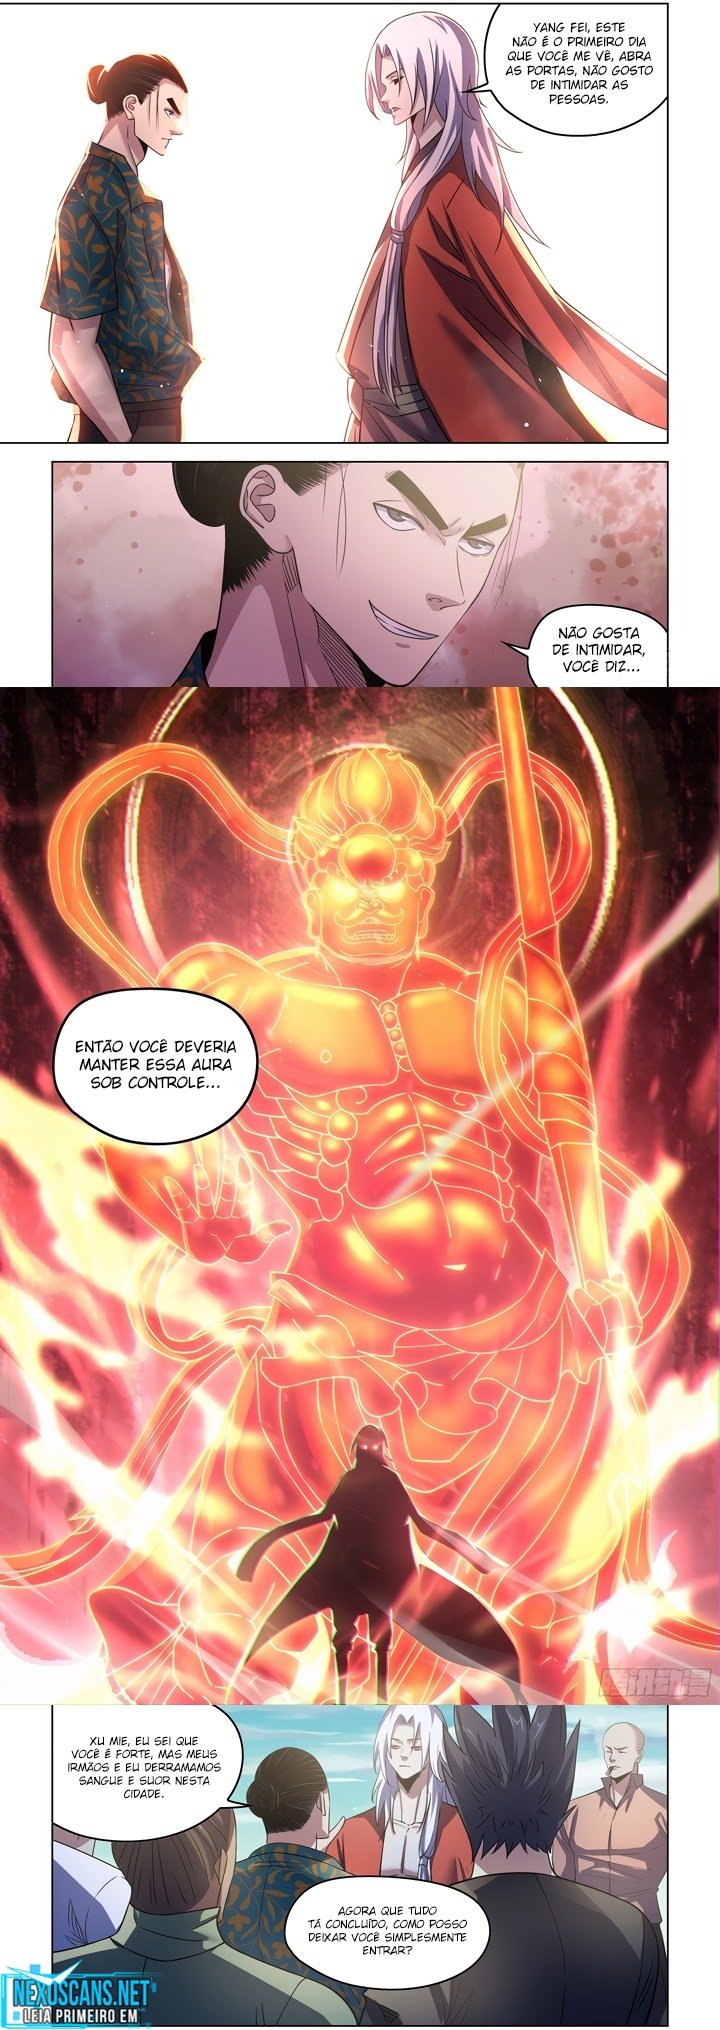 YANG FEI, ESTE
NÃO É O PRIMEIRO DIA
QUE VOCÊ ME VÊ, ABRA
AS PORTAS, NÃO GOSTO
DE INTIMIDAR AS
PESSOAS.
NÃO GOSTA
DE INTIMIDAR,
VOCÊ DIZ...
ENTÃO VOCÊ DEVERIA
MANTER ESSA AURA
SOB CONTROLE...
XU MIE, EU SEI QUE
VOCÊ É FORTE, MAS MEUS
IRMÃOS E EU DERRAMAMOS
SANGUE E SUOR NESTA
CIDADE.
AGORA QUE TUDO
TÁ CONCLUÍDO, COMO POSSO
DEIXAR VOCÊ SIMPLESMENTE
ENTRAR?
NEXOSCANS.NET
LEIA PRIMEIRO EM